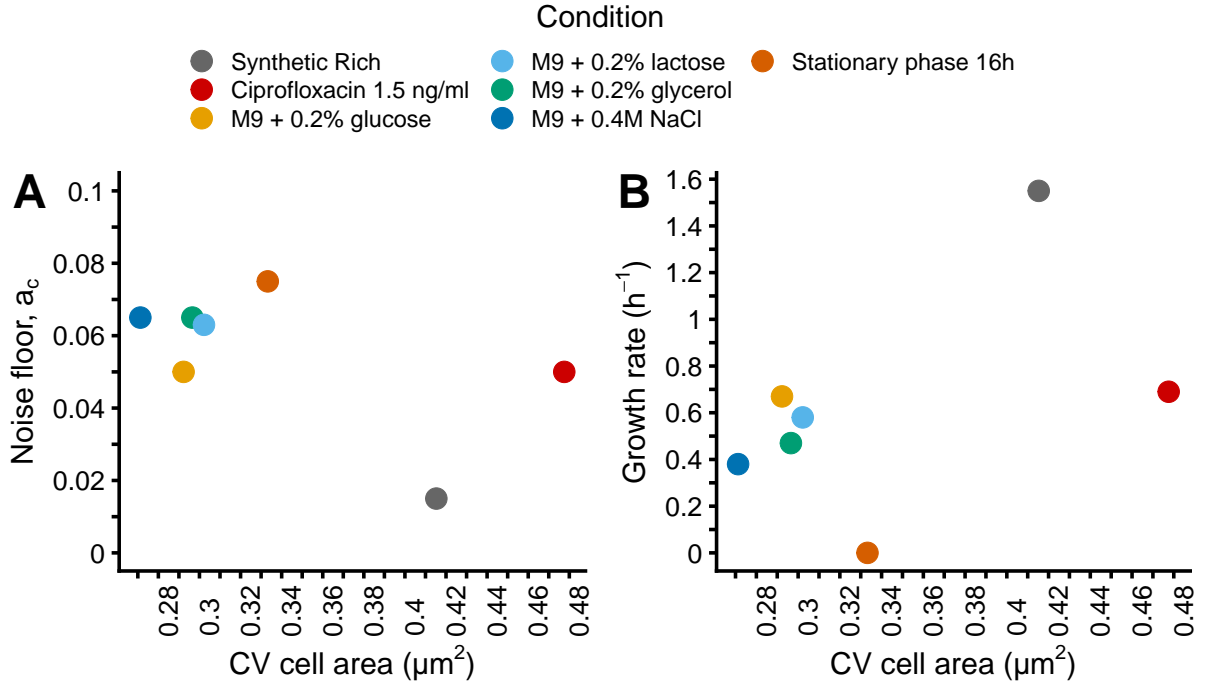 Condition
Synthetic Rich
Ciprofloxacin 1.5 ng/ml
M9 + 0.2% glucose
M9 + 0.2% lactose
M9 + 0.2% glycerol
M9 + 0.4M NaCl
Stationary phase 16h
A
Noise floor, a_c
0.1
0.08
0.06
0.04
0.02
0
0.28
0.3
0.32
0.34
0.36
0.38
0.4
0.42
0.44
0.46
0.48
CV cell area (µm²)
B
Growth rate (h⁻¹)
1.6
1.4
1.2
1
0.8
0.6
0.4
0.2
0
0.28
0.3
0.32
0.34
0.36
0.38
0.4
0.42
0.44
0.46
0.48
CV cell area (µm²)